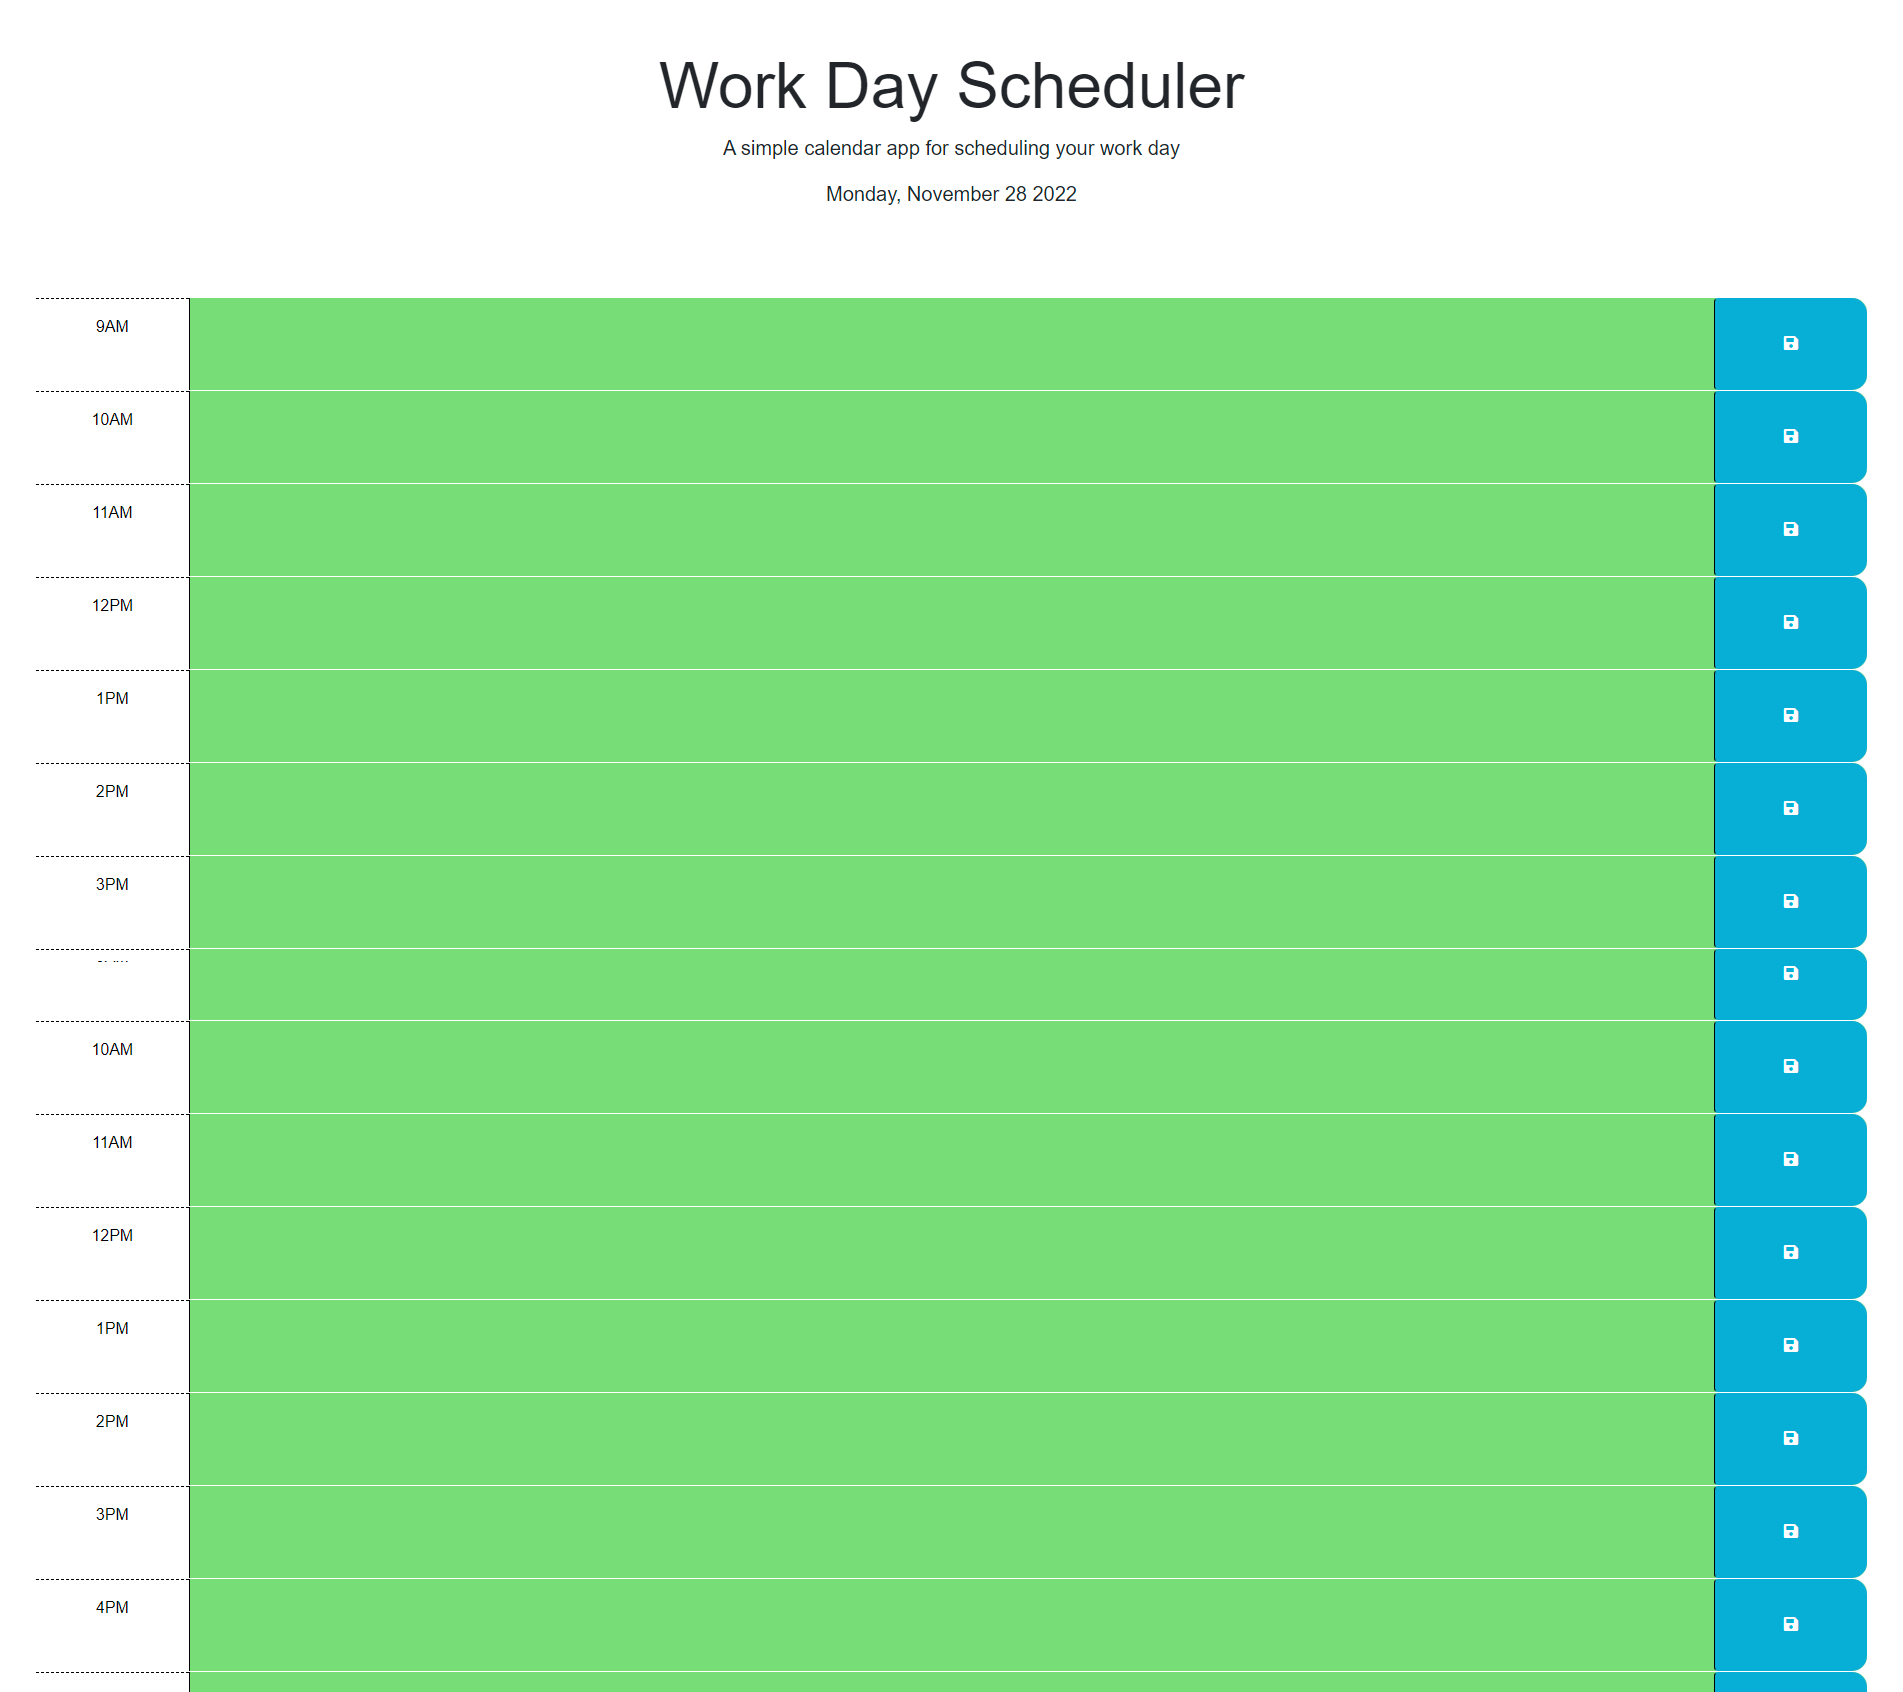 Work Day Scheduler
A simple calendar app for scheduling your work day
Monday, November 28 2022
9AM
10AM
11AM
12PM
1PM
2PM
3PM
10AM
11AM
12PM
1PM
2PM
3PM
4PM